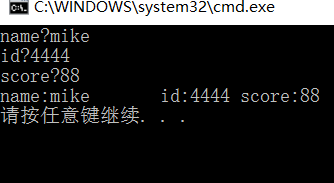 C:\WINDOWS\system32\cmd.exe
name?mike
id?4444
score?88
name:mike       id:4444 score:88
请按任意键继续. . .